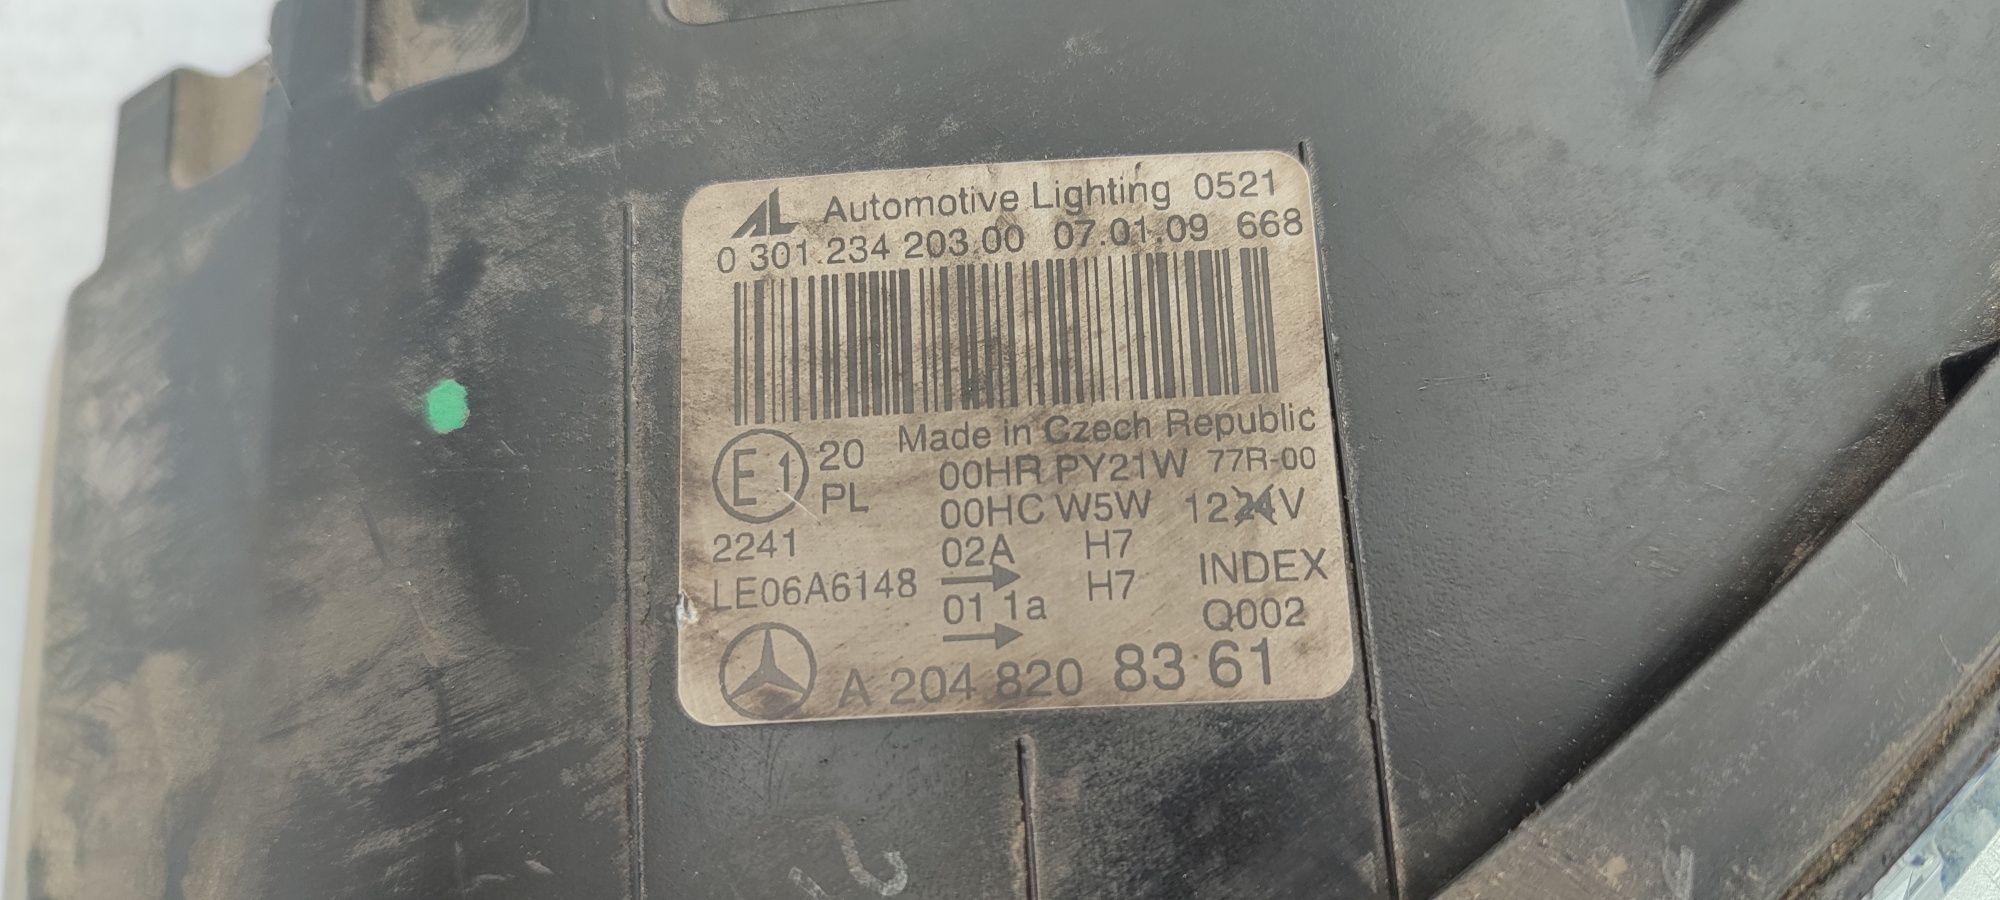 AL Automotive Lighting 0521
0 301.234 203.00 07.01.09 668
Made in Czech Republic
E1 20 00HR PY21W 77R-00
PL 00HC W5W 1224V
2241 02A H7
LE06A6148 H7 INDEX
01 1a Q002
A 204 820 83 61